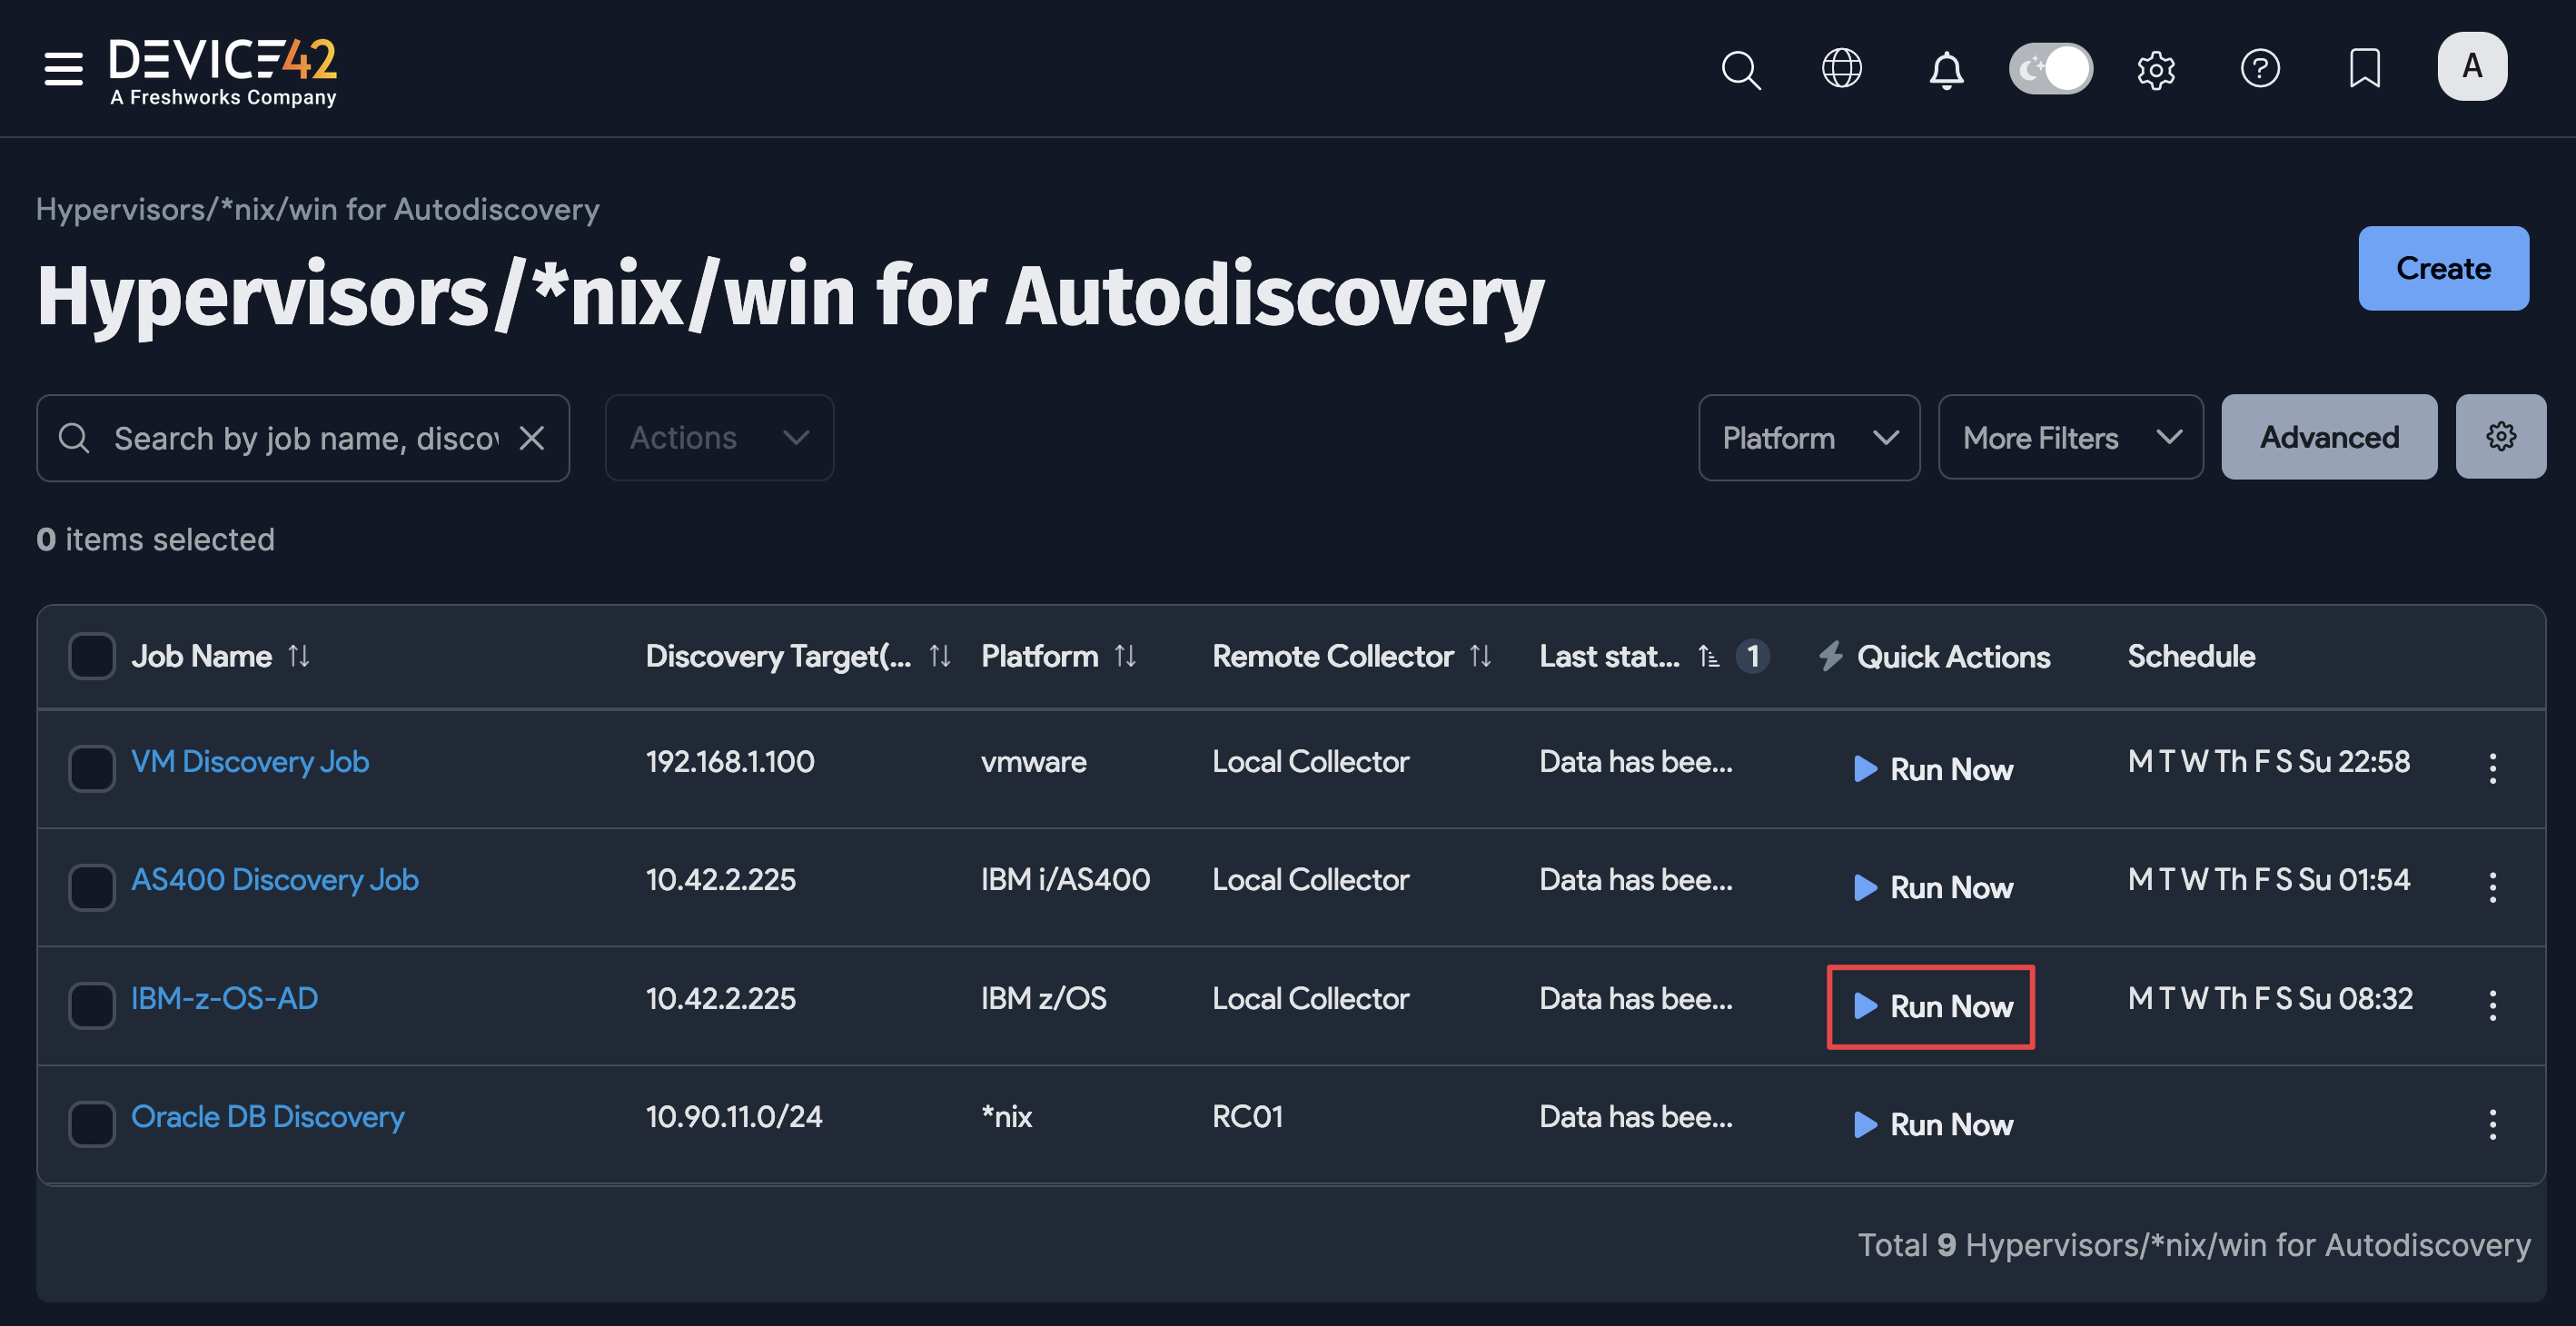 DEVICE42
A Freshworks Company
A
Hypervisors/*nix/win for Autodiscovery
Hypervisors/*nix/win for Autodiscovery
Create
Search by job name, discov
Actions
Platform
More Filters
Advanced
0 items selected
Job Name Discovery Target(... Platform Remote Collector Last stat... 1 Quick Actions Schedule
VM Discovery Job 192.168.1.100 vmware Local Collector Data has bee... Run Now M T W Th F S Su 22:58
AS400 Discovery Job 10.42.2.225 IBM i/AS400 Local Collector Data has bee... Run Now M T W Th F S Su 01:54
IBM-z-OS-AD 10.42.2.225 IBM z/OS Local Collector Data has bee... Run Now M T W Th F S Su 08:32
Oracle DB Discovery 10.90.11.0/24 *nix RC01 Data has bee... Run Now
Total 9 Hypervisors/*nix/win for Autodiscovery